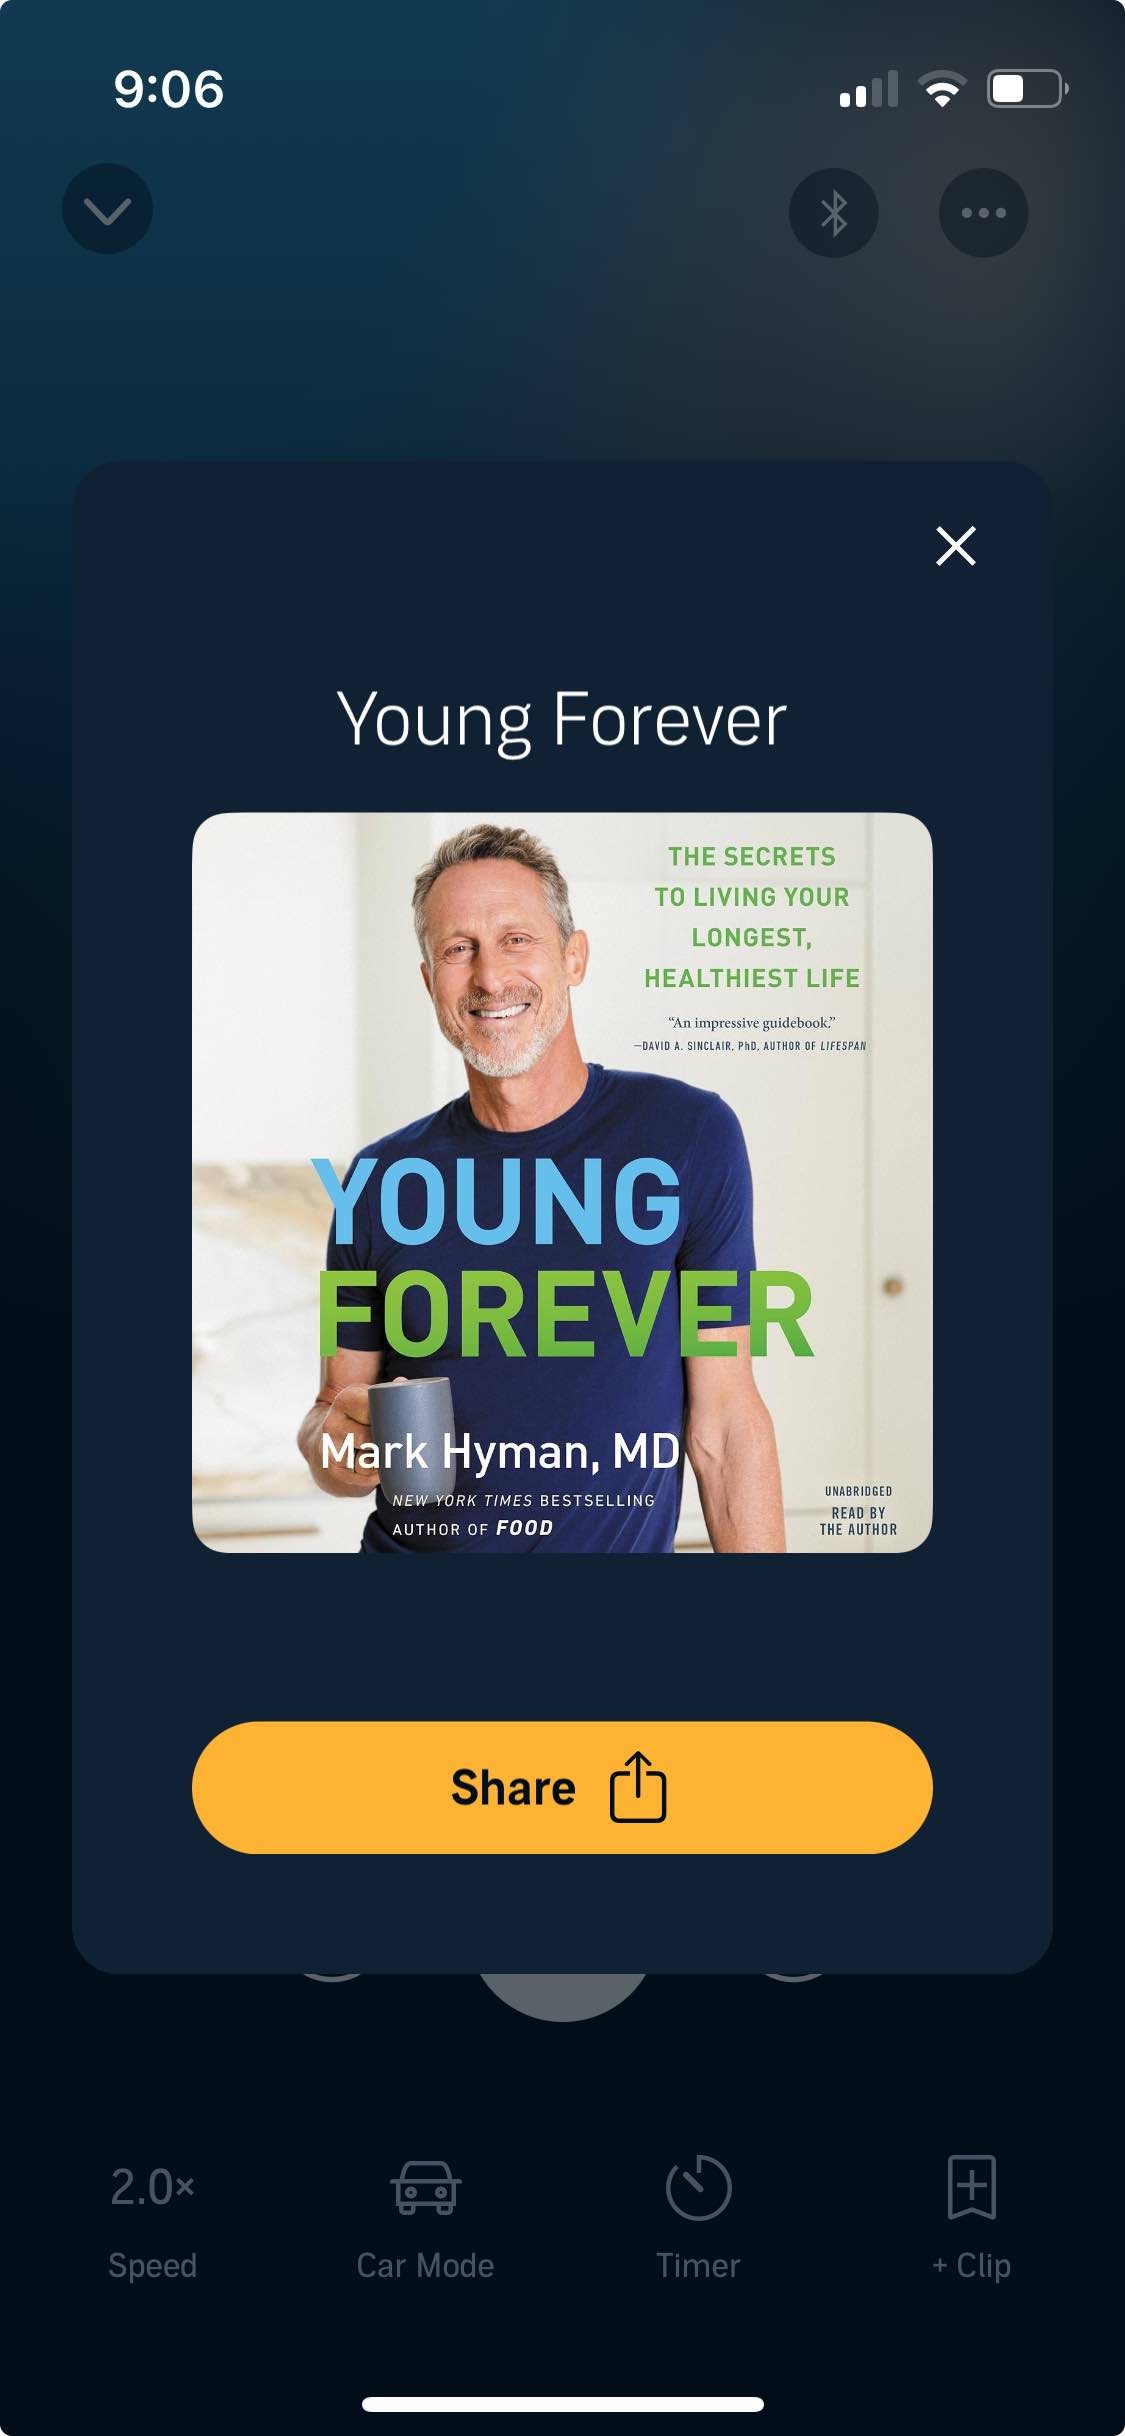 9:06
Young Forever
THE SECRETS
TO LIVING YOUR
LONGEST,
HEALTHIEST LIFE
“An impressive guidebook.”
—DAVID A. SINCLAIR, PhD, AUTHOR OF LIFESPAN
YOUNG
FOREVER
Mark Hyman, MD
NEW YORK TIMES BESTSELLING
AUTHOR OF FOOD
UNABRIDGED
READ BY
THE AUTHOR
Share
2.0×
Speed
Car Mode
Timer
+ Clip